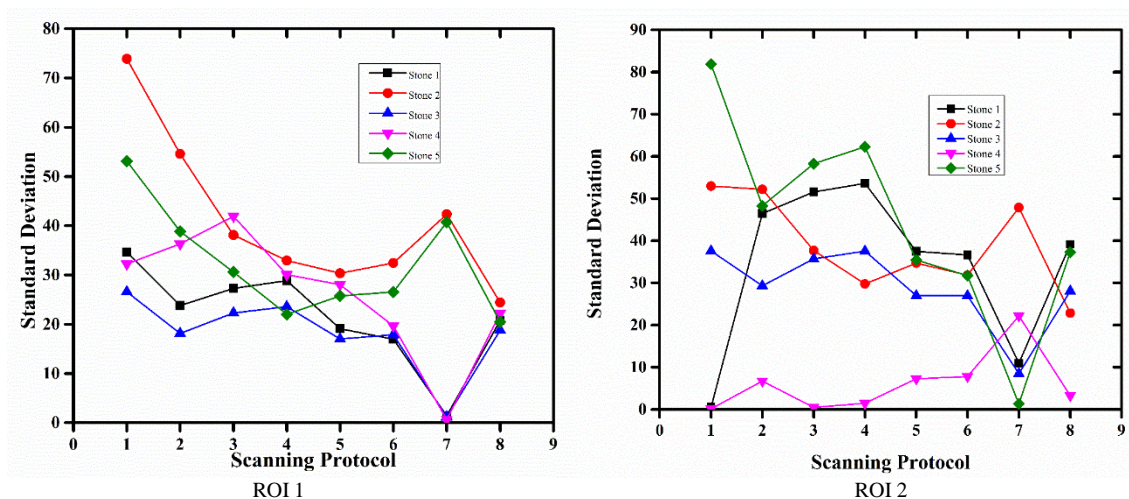 80
70
60
50
40
30
20
10
0
Standard Deviation
Stone 1
Stone 2
Stone 3
Stone 4
Stone 5
0 1 2 3 4 5 6 7 8 9
Scanning Protocol
ROI 1
90
80
70
60
50
40
30
20
10
0
Standard Deviation
Stone 1
Stone 2
Stone 3
Stone 4
Stone 5
0 1 2 3 4 5 6 7 8 9
Scanning Protocol
ROI 2